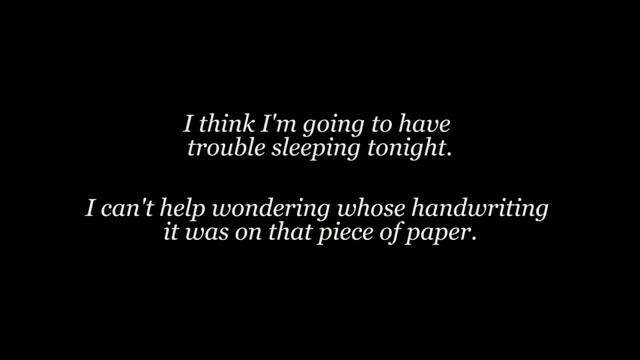 I think I'm going to have
trouble sleeping tonight.
I can't help wondering whose handwriting
it was on that piece of paper.